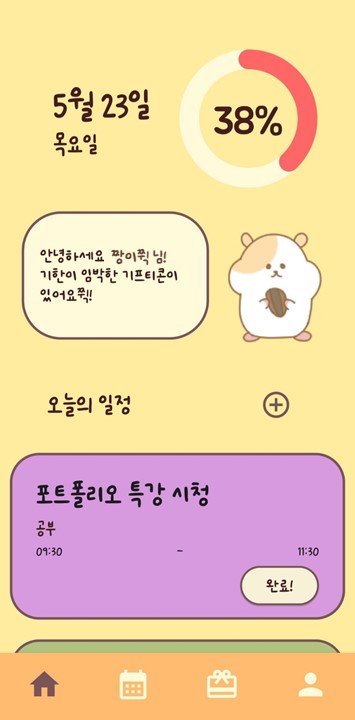 5월 23일
목요일
38%
안녕하세요 짱이쮝님!
기한이 임박한 기프티콘이
있어요쮝!!
오늘의 일정
포트폴리오 특강 시청
공부
09:30 - 11:30
완료!